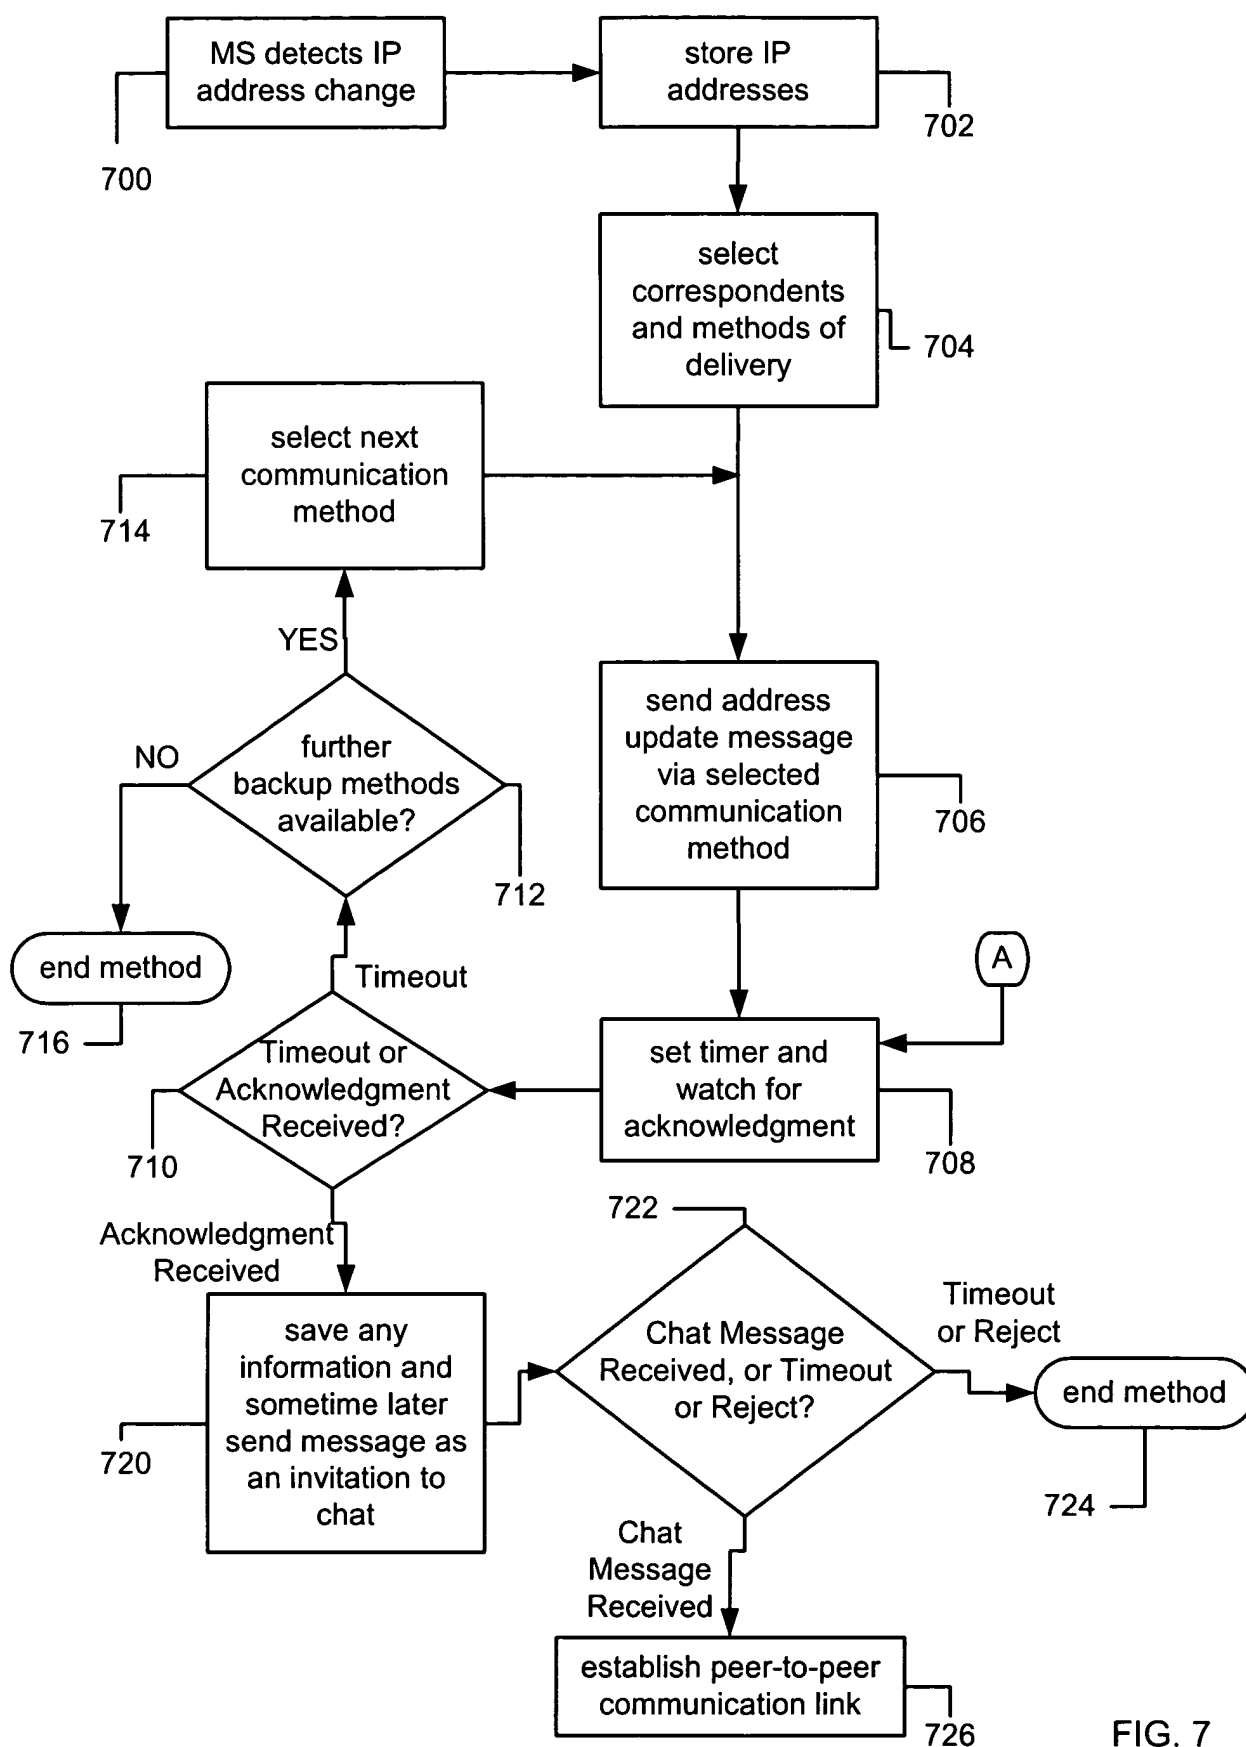 MS detects IP
address change
700
store IP
addresses
702
select
correspondents
and methods of
delivery
704
select next
communication
method
714
YES
further
backup methods
available?
NO
712
send address
update message
via selected
communication
method
706
end method
716
Timeout
A
Timeout or
Acknowledgment
Received?
710
set timer and
watch for
acknowledgment
708
Acknowledgment
Received
722
save any
information and
sometime later
send message as
an invitation to
chat
720
Chat Message
Received, or Timeout
or Reject?
Timeout
or Reject
end method
724
Chat
Message
Received
establish peer-to-peer
communication link
726
FIG. 7